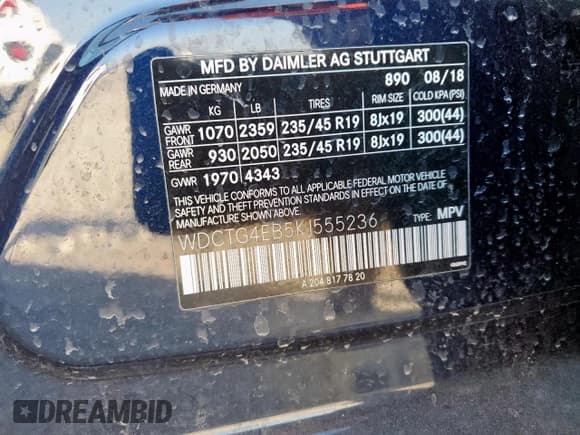 MFD BY DAIMLER AG STUTTGART
MADE IN GERMANY 890 08/18
KG LB TIRES RIM SIZE COLD KPA(PSI)
GAWR FRONT 1070 2359 235/45 R19 8Jx19 300(44)
GAWR REAR 930 2050 235/45 R19 8Jx19 300(44)
GVWR 1970 4343
THIS VEHICLE CONFORMS TO ALL APPLICABLE FEDERAL MOTOR VEHICLE
SAFETY, BUMPER AND THEFT PREVENTION STANDARDS IN EFFECT
ON THE DATE OF MANUFACTURE SHOWN ABOVE.
WDCTG4EB5KJ555236 TYPE: MPV
A 204 817 78 20
DREAMBID